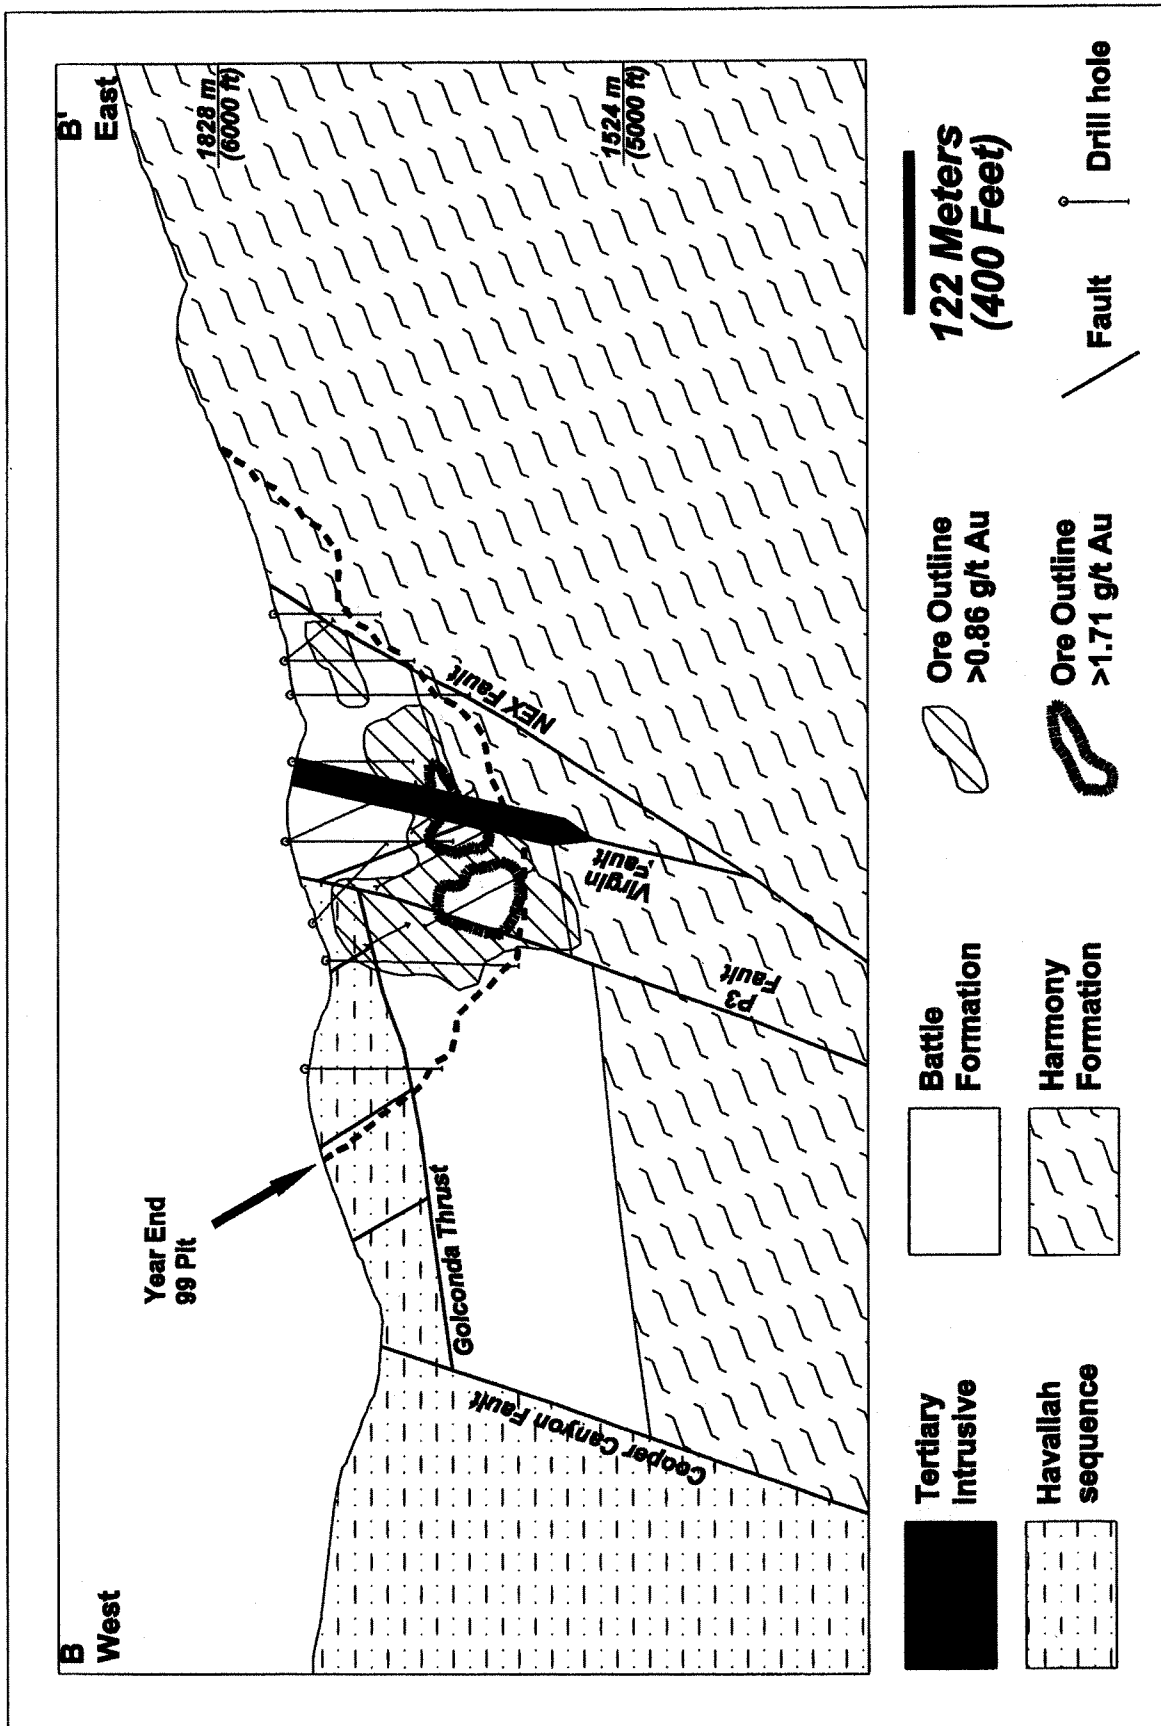 B
West
B'
East
Year End
99 Pit
1828 m
(6000 ft)
1524 m
(5000 ft)
Golconda Thrust
Cooper Canyon Fault
P3
Fault
Virgin
Fault
NEX Fault
Tertiary
Intrusive
Battle
Formation
Ore Outline
>0.86 g/t Au
122 Meters
(400 Feet)
Havallah
sequence
Harmony
Formation
Ore Outline
>1.71 g/t Au
Fault
Drill hole